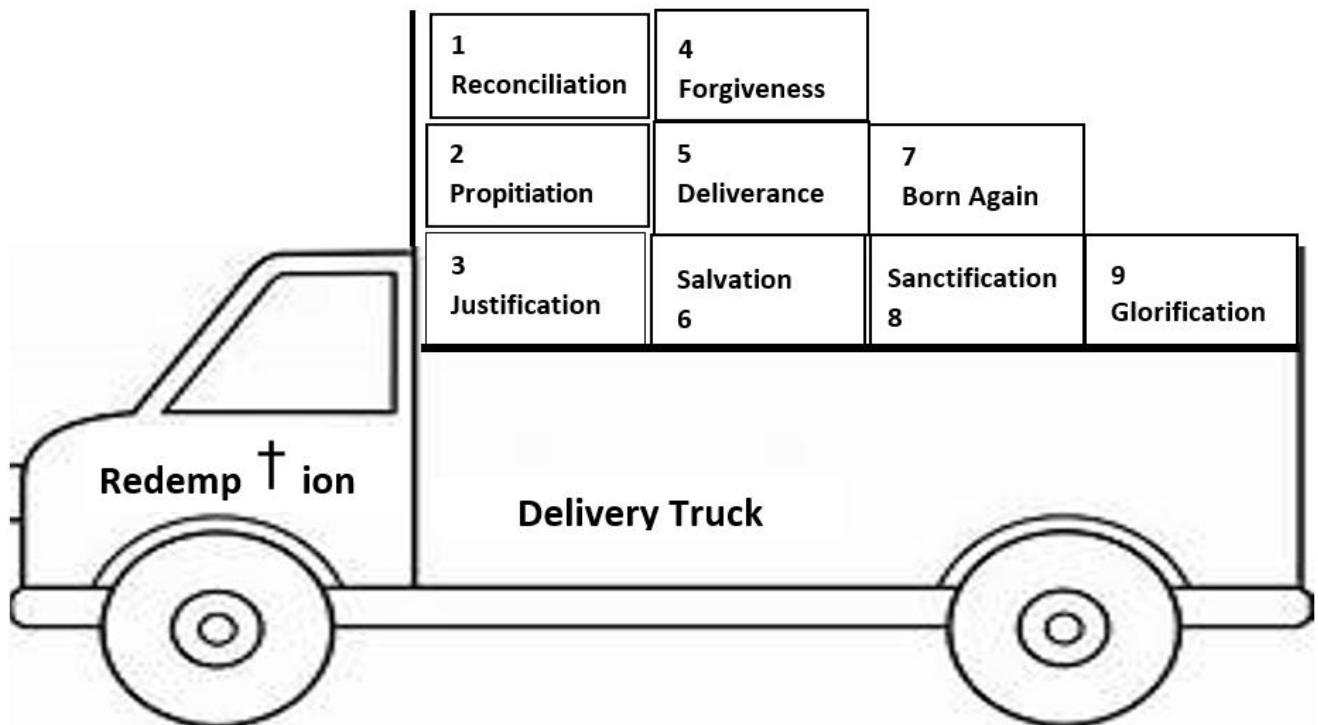 1
Reconciliation
4
Forgiveness
2
Propitiation
5
Deliverance
7
Born Again
3
Justification
Salvation
6
Sanctification
8
9
Glorification
Redemp † ion
Delivery Truck